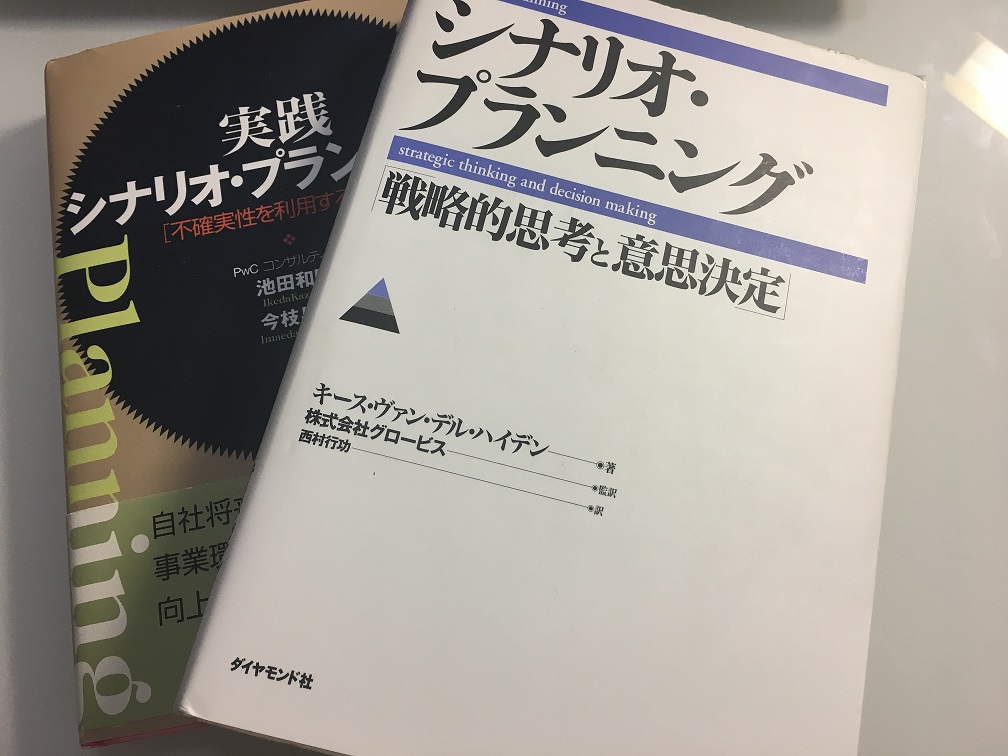 実践
シナリオ・プラン
[不確実性を利用する
PwC コンサルテ
池田和
IkedaKaz
今枝
Imaeda
Planning
自社将
事業環
向上
nning
シナリオ・
プランニング
strategic thinking and decision making
「戦略的思考と意思決定」
キース・ヴァン・デル・ハイデン 著
株式会社グロービス 監訳
西村行功 訳
ダイヤモンド社